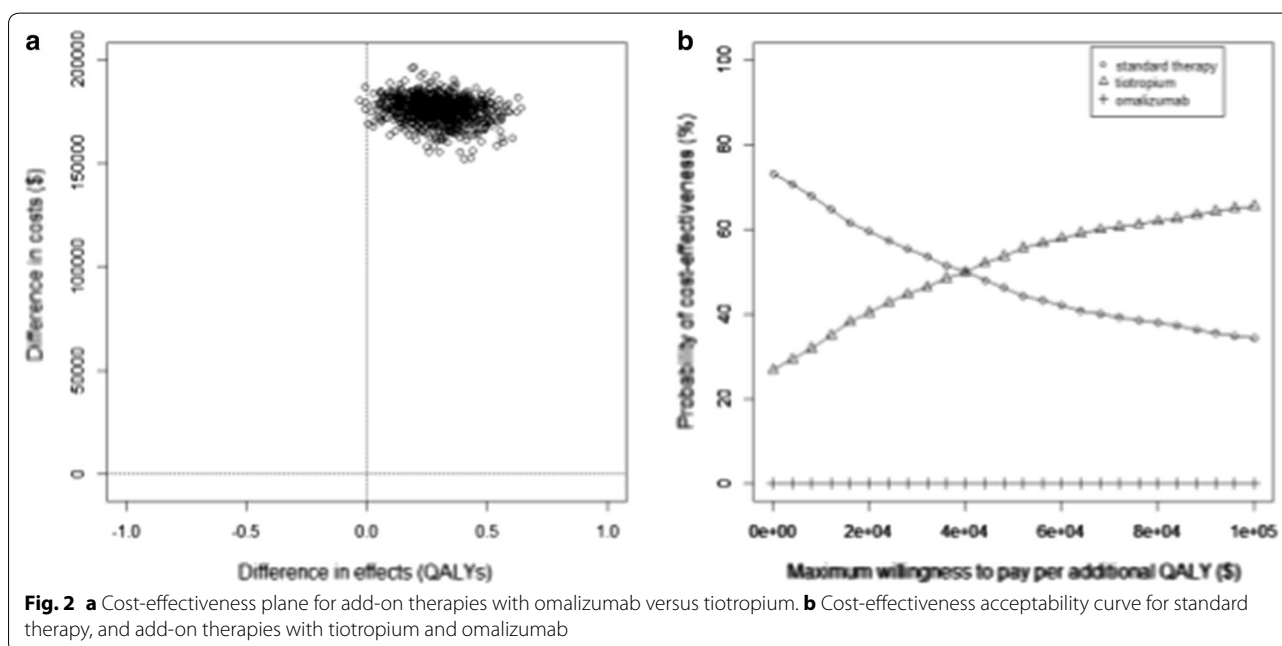 a
200000
150000
100000
50000
0
Difference in costs ($)
-1.0
-0.5
0.0
0.5
1.0
Difference in effects (QALYs)
b
100
80
60
40
20
0
Probability of cost-effectiveness (%)
standard therapy
tiotropium
omalizumab
0e+00
2e+04
4e+04
6e+04
8e+04
1e+05
Maximum willingness to pay per additional QALY ($)
Fig. 2 a Cost-effectiveness plane for add-on therapies with omalizumab versus tiotropium. b Cost-effectiveness acceptability curve for standard
therapy, and add-on therapies with tiotropium and omalizumab